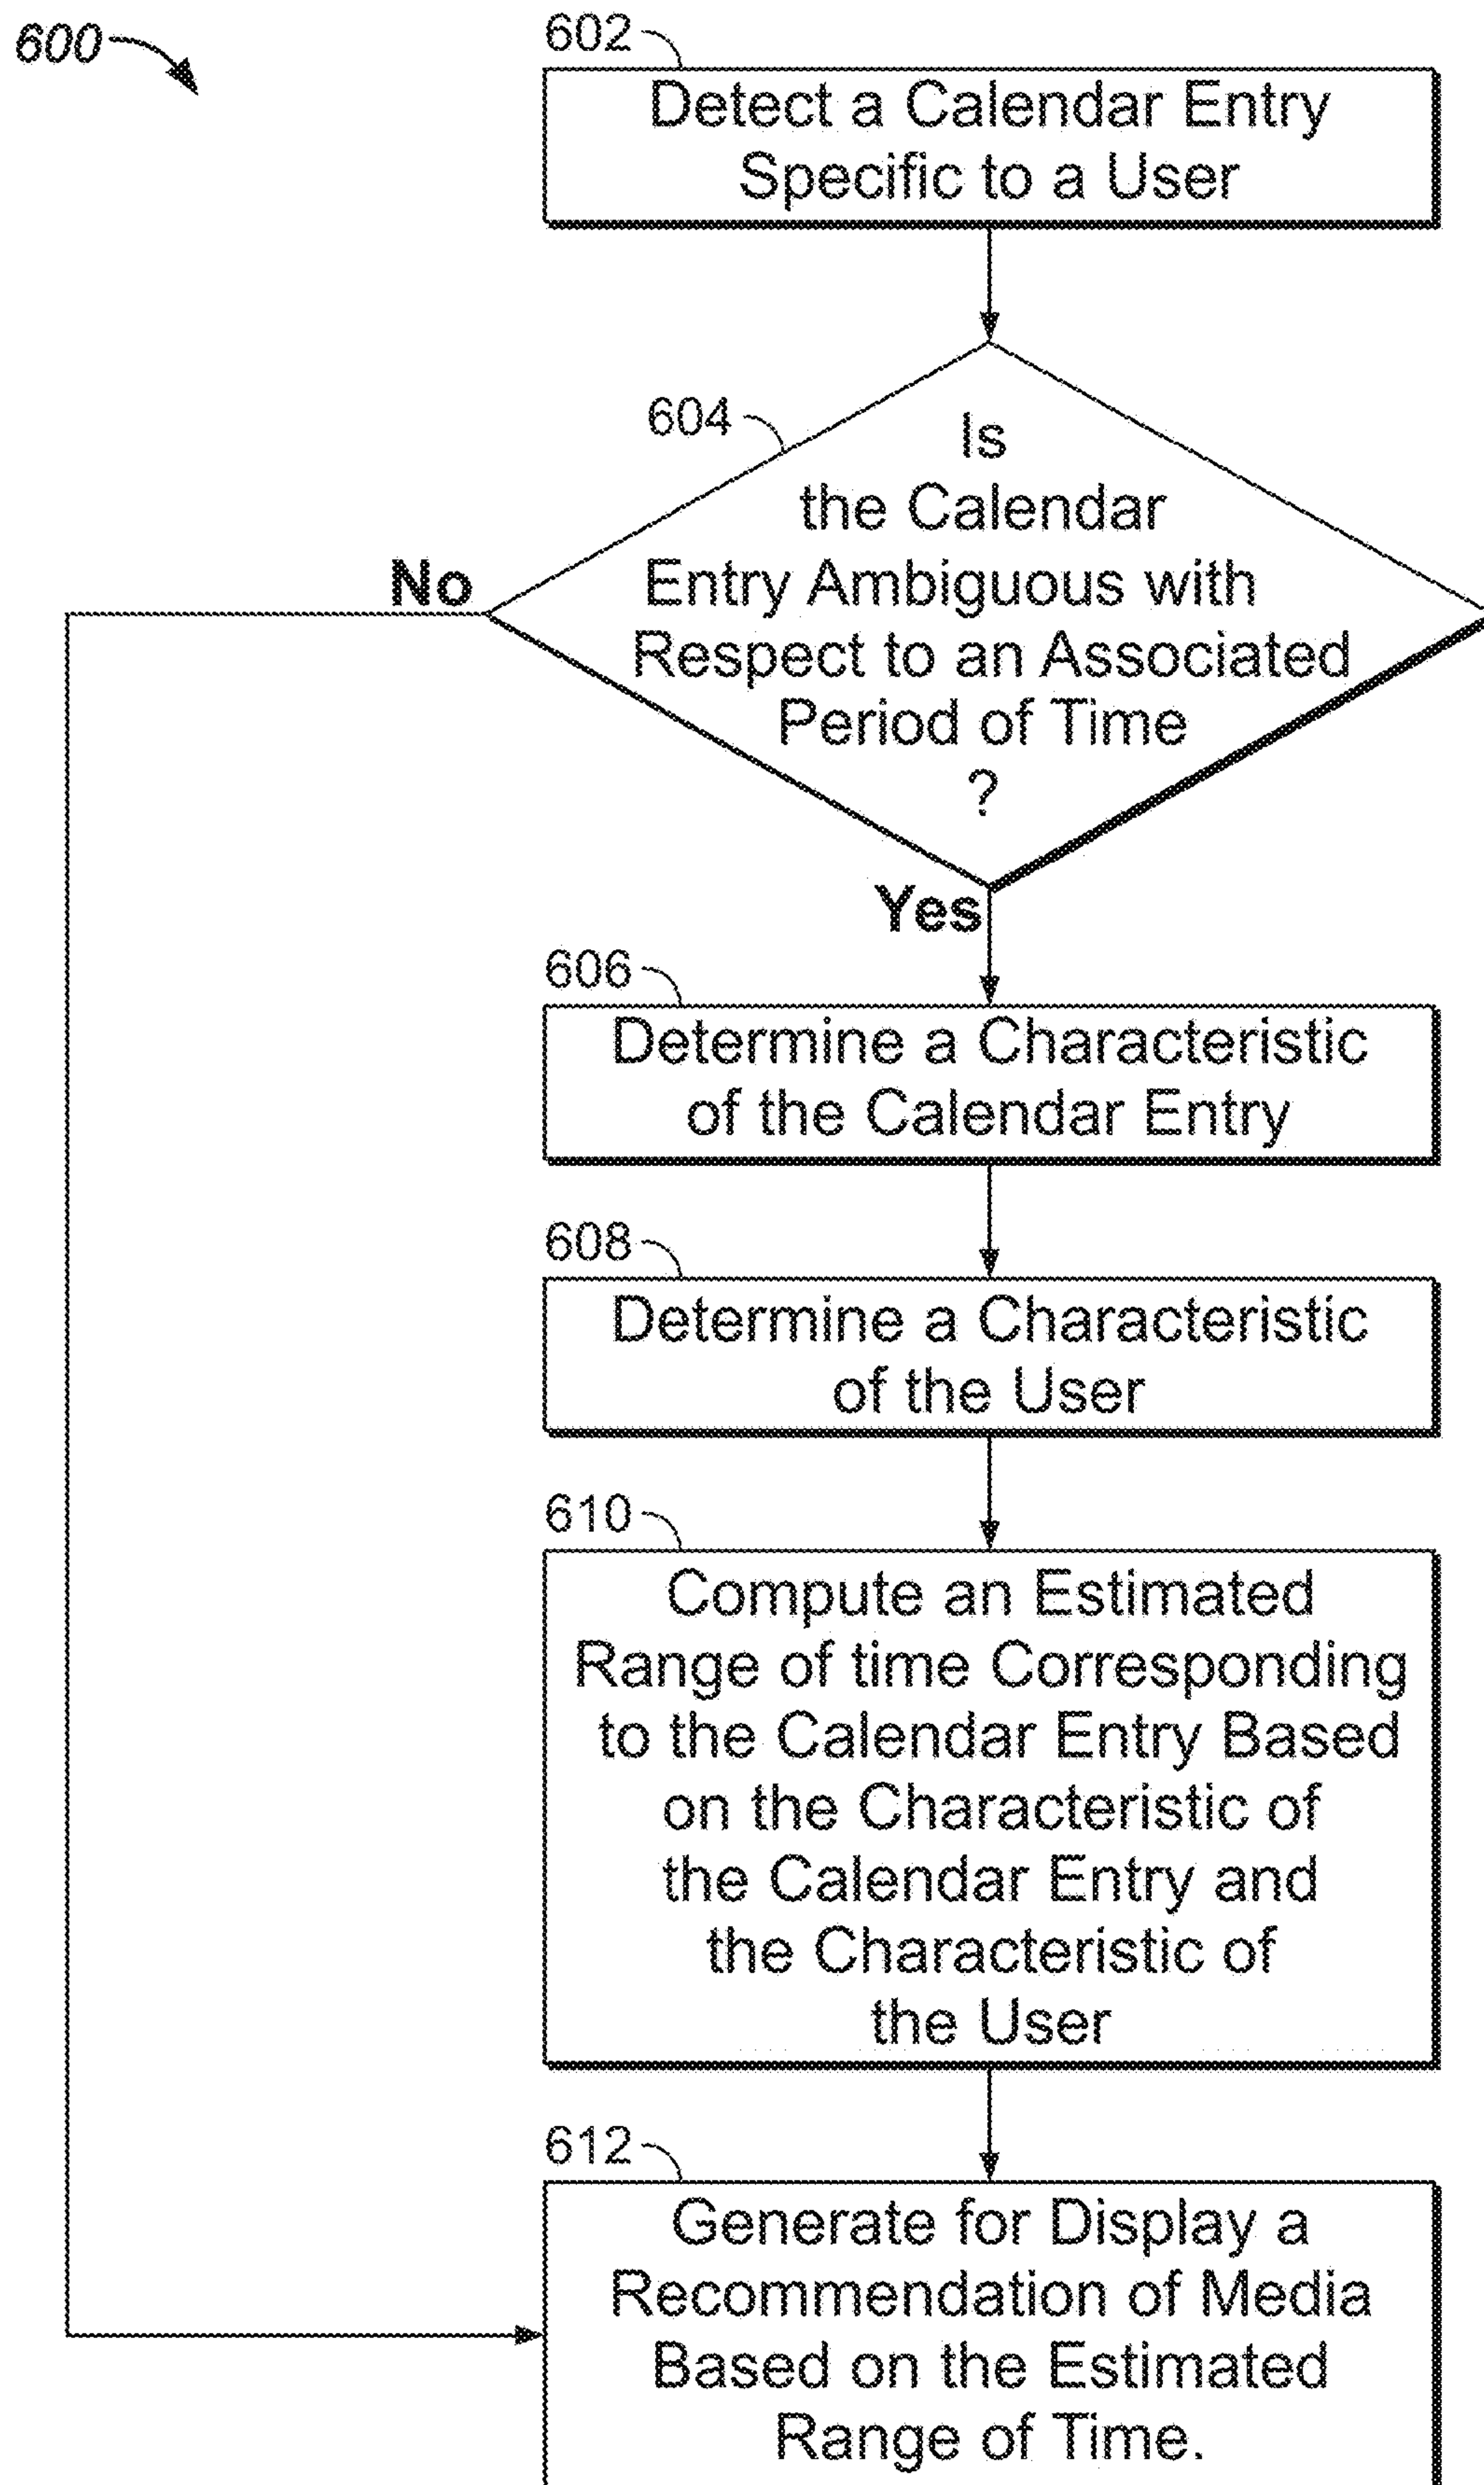 600
602
Detect a Calendar Entry
Specific to a User
604
Is
the Calendar
Entry Ambiguous with
Respect to an Associated
Period of Time
?
No
Yes
606
Determine a Characteristic
of the Calendar Entry
608
Determine a Characteristic
of the User
610
Compute an Estimated
Range of time Corresponding
to the Calendar Entry Based
on the Characteristic of
the Calendar Entry and
the Characteristic of
the User
612
Generate for Display a
Recommendation of Media
Based on the Estimated
Range of Time.